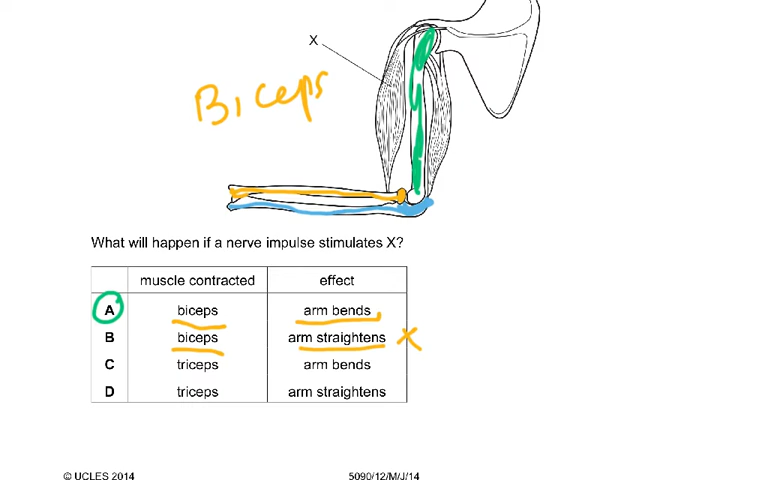 X
Biceps
What will happen if a nerve impulse stimulates X?
muscle contracted effect
A biceps arm bends
B biceps arm straightens X
C triceps arm bends
D triceps arm straightens
© UCLES 2014 5090/12/M/J/14